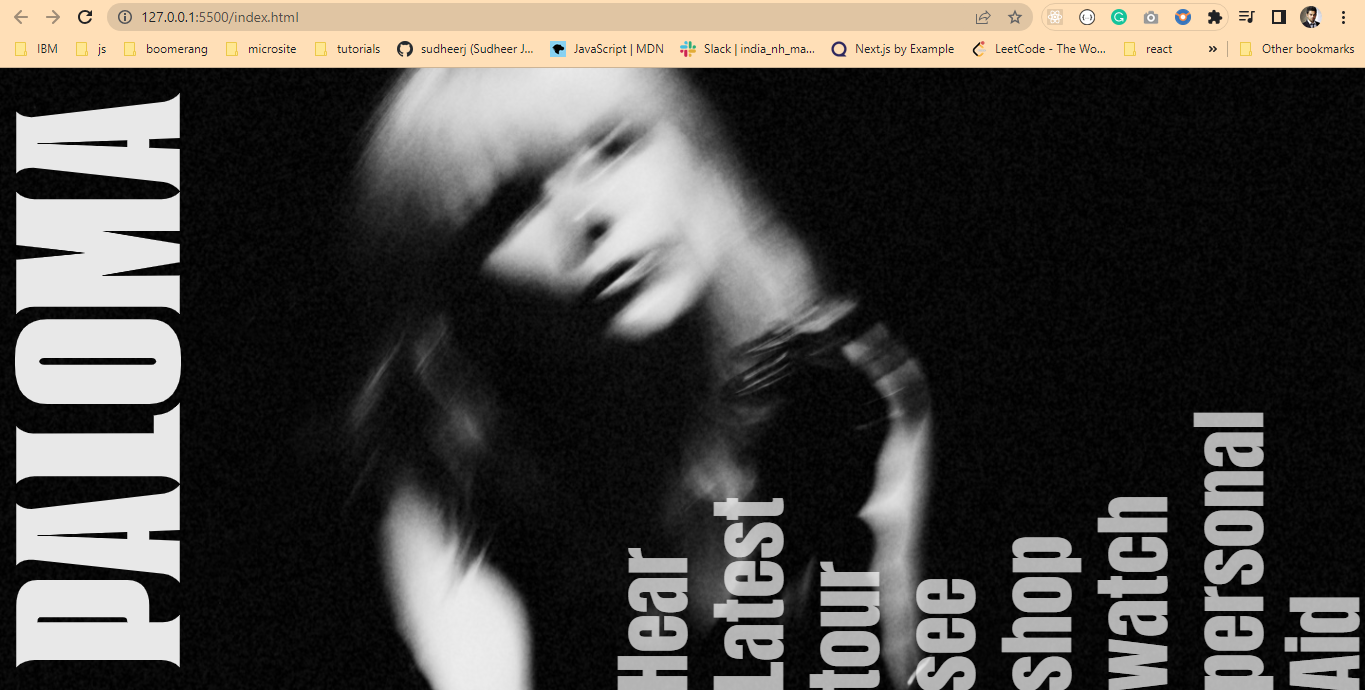 127.0.0.1:5500/index.html
IBM
js
boomerang
microsite
tutorials
sudheerj (Sudheer J...
JavaScript | MDN
Slack | india_nh_ma...
Next.js by Example
LeetCode - The Wo...
react
»
Other bookmarks
PALOMA
Hear
Latest
tour
see
shop
watch
personal
Aid